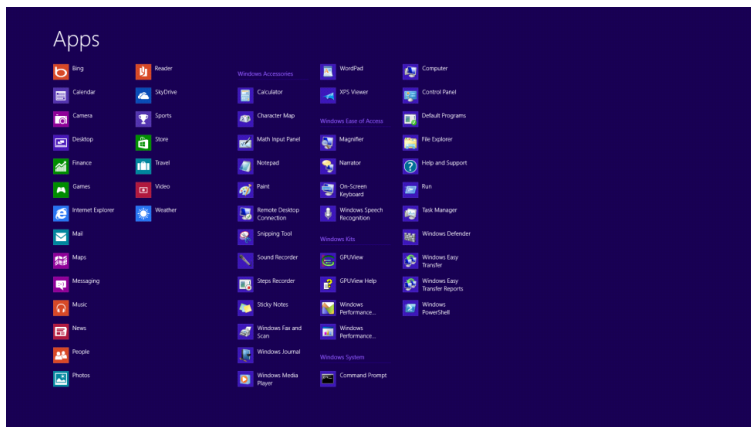 Apps
Bing
Calendar
Camera
Desktop
Finance
Games
Internet Explorer
Mail
Maps
Messaging
Music
News
People
Photos
Reader
SkyDrive
Sports
Store
Travel
Video
Weather
Windows Accessories
Calculator
Character Map
Math Input Panel
Notepad
Paint
Remote Desktop
Connection
Snipping Tool
Sound Recorder
Steps Recorder
Sticky Notes
Windows Fax and
Scan
Windows Journal
Windows Media
Player
WordPad
XPS Viewer
Windows Ease of Access
Magnifier
Narrator
On-Screen
Keyboard
Windows Speech
Recognition
Windows Kits
GPUView
GPUView Help
Windows
Performance...
Windows
Performance...
Windows System
Command Prompt
Computer
Control Panel
Default Programs
File Explorer
Help and Support
Run
Task Manager
Windows Defender
Windows Easy
Transfer
Windows Easy
Transfer Reports
Windows
PowerShell